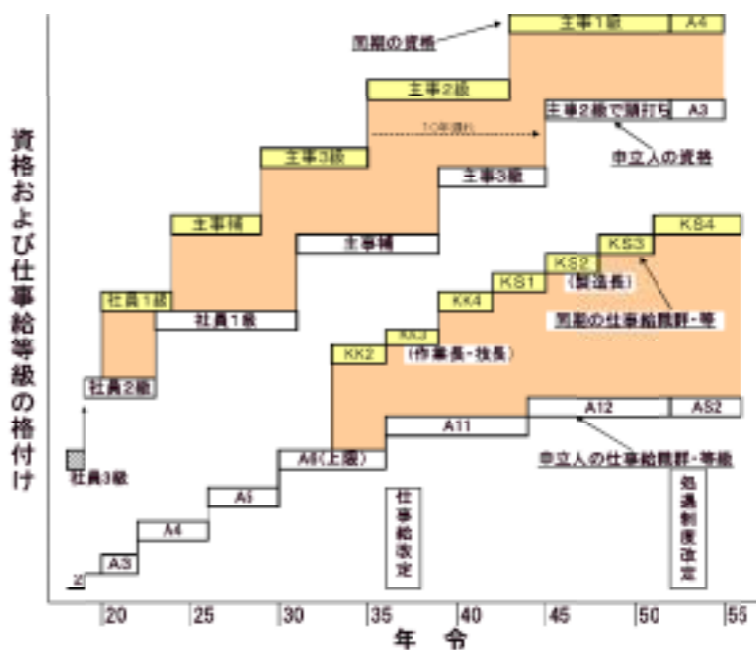 主事1級
A4
同期の資格
主事2級
主事2級で頭打ち
A3
10年遅れ
申立人の資格
主事3級
主事3級
主事補
主事補
KS4
KS3
KS2
(製造長)
社員1級
社員1級
KS1
KK4
同期の仕事給職群・等
KK3
KK2
(作業長・技長)
社員2級
A12
AS2
A11
申立人の仕事給職群・等級
A6(上限)
社員3級
A5
A4
A3
2
仕事給改定
処遇制度改定
資格および仕事給等級の格付け
20
25
30
35
40
45
50
55
年 令